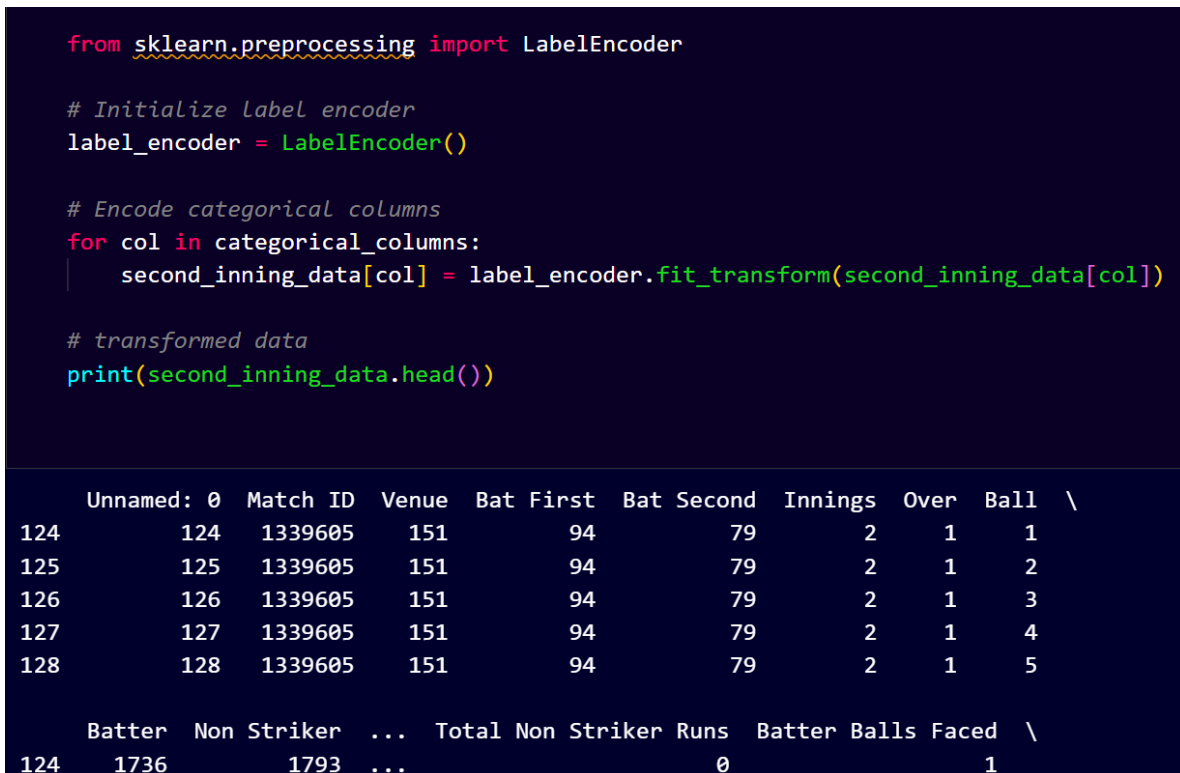 from sklearn.preprocessing import LabelEncoder
# Initialize label encoder
label_encoder = LabelEncoder()
# Encode categorical columns
for col in categorical_columns:
    second_inning_data[col] = label_encoder.fit_transform(second_inning_data[col])
# transformed data
print(second_inning_data.head())
Unnamed: 0 Match ID Venue Bat First Bat Second Innings Over Ball \
124 124 1339605 151 94 79 2 1 1
125 125 1339605 151 94 79 2 1 2
126 126 1339605 151 94 79 2 1 3
127 127 1339605 151 94 79 2 1 4
128 128 1339605 151 94 79 2 1 5
Batter Non Striker ... Total Non Striker Runs Batter Balls Faced \
124 1736 1793 ... 0 1